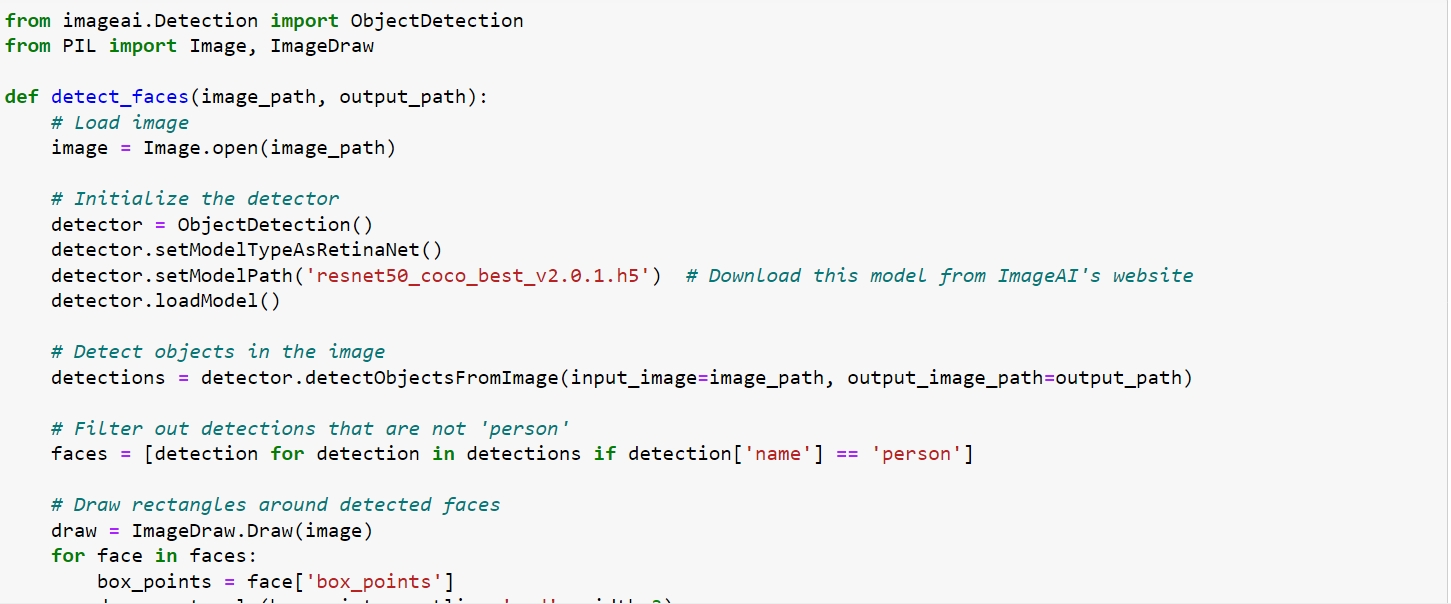 from imageai.Detection import ObjectDetection
from PIL import Image, ImageDraw

def detect_faces(image_path, output_path):
    # Load image
    image = Image.open(image_path)

    # Initialize the detector
    detector = ObjectDetection()
    detector.setModelTypeAsRetinaNet()
    detector.setModelPath('resnet50_coco_best_v2.0.1.h5')  # Download this model from ImageAI's website
    detector.loadModel()

    # Detect objects in the image
    detections = detector.detectObjectsFromImage(input_image=image_path, output_image_path=output_path)

    # Filter out detections that are not 'person'
    faces = [detection for detection in detections if detection['name'] == 'person']

    # Draw rectangles around detected faces
    draw = ImageDraw.Draw(image)
    for face in faces:
        box_points = face['box_points']